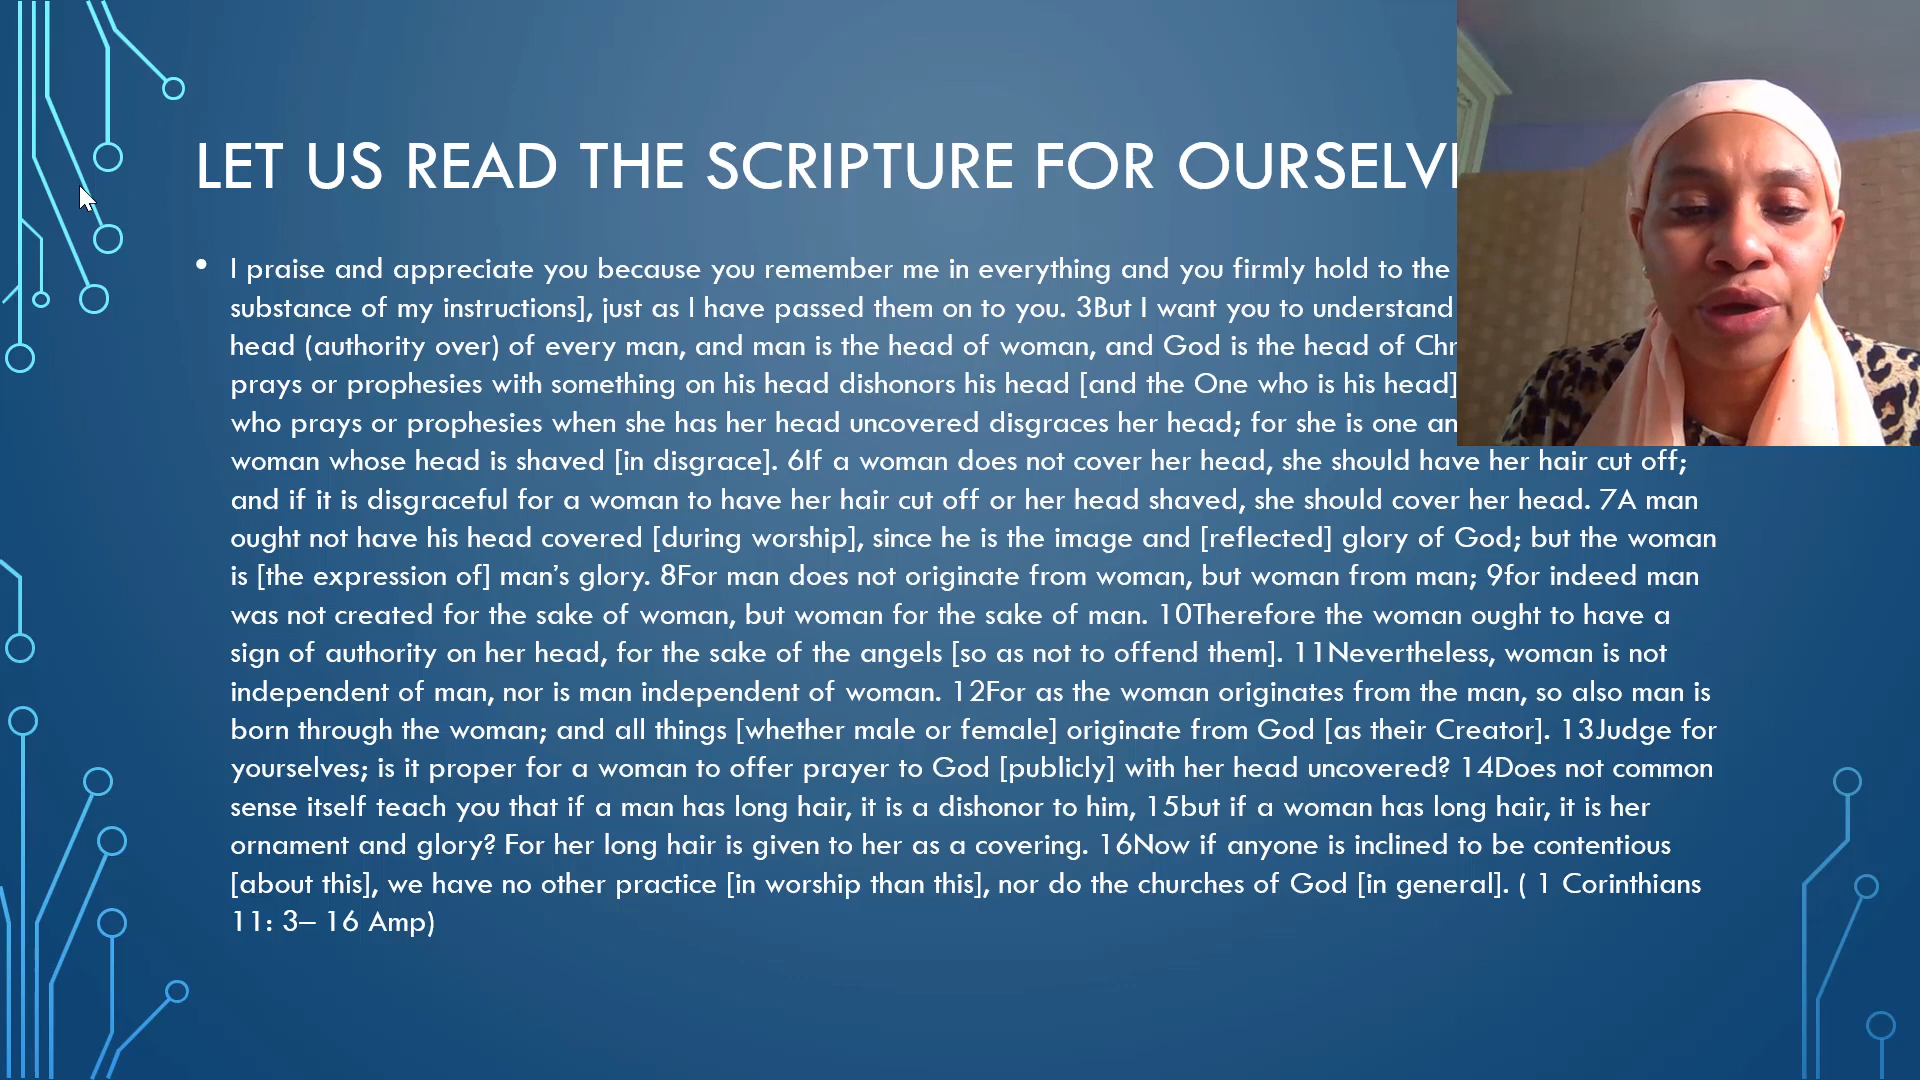 LET US READ THE SCRIPTURE FOR
• I praise and appreciate you because you remember me in everything and you firmly hold to the
substance of my instructions], just as I have passed them on to you. 3But I want you to understand
head (authority over) of every man, and man is the head of woman, and God is the head of
prays or prophesies with something on his head dishonors his head [and the One who is his head]
who prays or prophesies when she has her head uncovered disgraces her head; for she is one
woman whose head is shaved [in disgrace]. 6If a woman does not cover her head, she should have her hair cut off;
and if it is disgraceful for a woman to have her hair cut off or her head shaved, she should cover her head. 7A man
ought not have his head covered [during worship], since he is the image and [reflected] glory of God; but the woman
is [the expression of] man’s glory. 8For man does not originate from woman, but woman from man; 9for indeed man
was not created for the sake of woman, but woman for the sake of man. 10Therefore the woman ought to have a
sign of authority on her head, for the sake of the angels [so as not to offend them]. 11Nevertheless, woman is not
independent of man, nor is man independent of woman. 12For as the woman originates from the man, so also man is
born through the woman; and all things [whether male or female] originate from God [as their Creator]. 13Judge for
yourselves; is it proper for a woman to offer prayer to God [publicly] with her head uncovered? 14Does not common
sense itself teach you that if a man has long hair, it is a dishonor to him, 15but if a woman has long hair, it is her
ornament and glory? For her long hair is given to her as a covering. 16Now if anyone is inclined to be contentious
[about this], we have no other practice [in worship than this], nor do the churches of God [in general]. ( 1 Corinthians
11: 3– 16 Amp)